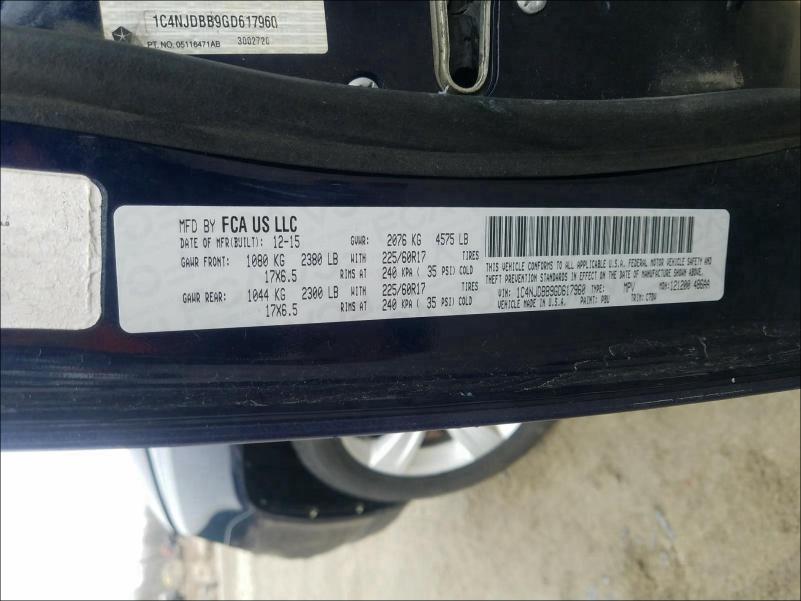 1C4NJDBB9GD617960
3002720
PT. NO. 05116471AB
MFD BY FCA US LLC
DATE OF MFR(BUILT): 12-15 GVWR: 2076 KG 4575 LB
GAWR FRONT: 1080 KG 2380 LB WITH 225/60R17 TIRES
17X6.5 RIMS AT 240 KPA ( 35 PSI) COLD
GAWR REAR: 1044 KG 2300 LB WITH 225/60R17 TIRES
17X6.5 RIMS AT 240 KPA ( 35 PSI) COLD
THIS VEHICLE CONFORMS TO ALL APPLICABLE U.S.A. FEDERAL MOTOR VEHICLE SAFETY AND
THEFT PREVENTION STANDARDS IN EFFECT ON THE DATE OF MANUFACTURE SHOWN ABOVE.
VIN: 1C4NJDBB9GD617960 TYPE: MPV MDH: 121200 486AA
VEHICLE MADE IN U.S.A. PAINT: PBU TRIM: C7DV